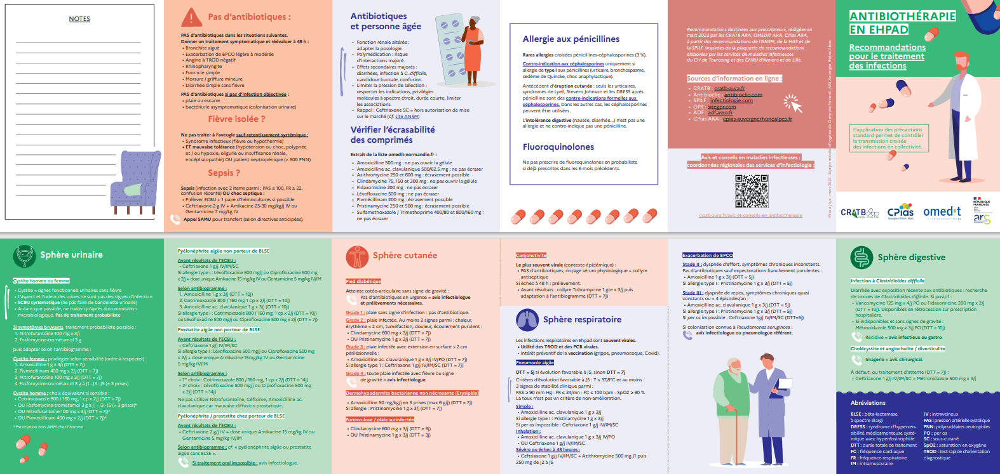 NOTES
Pas d'antibiotiques :
PAS d'antibiotiques dans les situations suivantes.
Donner un traitement symptomatique et réévaluer à 48 h :
• Bronchite aiguë
• Exacerbation de BPCO légère à modérée
• Angine à TROD négatif
• Rhinopharyngite
• Furoncle simple
• Morsure / griffure mineure
• Diarrhée simple sans fièvre
PAS d'antibiotiques si pas d'infection objectivée :
• plaie ou escarre
• bactériurie asymptomatique (colonisation urinaire)
Fièvre isolée ?
Ne pas traiter à l'aveugle sauf retentissement systémique :
• Syndrome infectieux (fièvre ou hypothermie)
• ET mauvaise tolérance (hypotension ou choc, polypnée
et / ou hypoxie, oligurie ou insuffisance rénale,
encéphalopathie) OU patient neutropénique (< 500 PNN)
Sepsis ?
Sepsis (infection avec 2 items parmi : PAS ≤ 100, FR ≥ 22,
confusion récente) OU choc septique :
• Prélever ECBU + 1 paire d'hémocultures si possible
• Ceftriaxone 2 g IV + Amikacine 25-30 mg/kg/j IV ou
Gentamicine 7 mg/kg IV
Appel SAMU pour transfert (selon directives anticipées).
Antibiotiques
et personne âgée
• Fonction rénale altérée :
adapter la posologie.
• Polymédication : risque
d'interactions majoré.
• Effets secondaires majorés :
diarrhées, infection à C. difficile,
candidose buccale, confusion.
• Limiter la pression de sélection :
respecter les indications, privilégier
molécules à spectre étroit, durée courte, limiter
les associations.
• Rappel : Ceftriaxone SC = hors autorisation de mise
sur le marché (cf. site ANSM)
Vérifier l'écrasabilité
des comprimés
Extrait de la liste omedit-normandie.fr :
• Amoxicilline 500 mg : ne pas ouvrir la gélule
• Amoxicilline ac. clavulanique 500/62,5 mg : ne pas écraser
• Azithromycine 250 et 600 mg : écrasement possible
• Clindamycine 75, 150 et 300 mg : ne pas ouvrir la gélule
• Fidaxomicine 200 mg : ne pas écraser
• Lévofloxacine 500 mg : ne pas écraser
• Pivmécillinam 200 mg : écrasement possible
• Pristinamycine 250 et 500 mg : écrasement possible
• Sulfamethoxazole / Trimethoprime 400/80 et 800/160 mg :
ne pas écraser
Allergie aux pénicillines
Rares allergies croisées pénicillines-céphalosporines (3 %).
Contre-indication aux céphalosporines uniquement si
allergie de type I aux pénicillines (urticaire, bronchospasme,
œdème de Quincke, choc anaphylactique).
Antécédent d'éruption cutanée : seuls les urticaires,
syndromes de Lyell, Stevens Johnson et les DRESS après
pénicilline sont des contre-indications formelles aux
céphalosporines. Dans les autres cas, les céphalosporines
peuvent être utilisées.
L'intolérance digestive (nausée, diarrhée...) n'est pas une
allergie et ne contre-indique pas une pénicilline.
Fluoroquinolones
Ne pas prescrire de fluoroquinolones en probabiliste
si déjà prescrites dans les 6 mois précédents.
Recommandations destinées aux prescripteurs, rédigées en
mars 2023 par les CRATB ARA, OMEDIT ARA, CPias ARA,
à partir des recommandations de l'ANSM, de la HAS et de
la SPILF. Inspirées de la plaquette de recommandations
élaborées par les services de maladies infectieuses
du CH de Tourcoing et des CHRU d'Amiens et de Lille.
Sources d'information en ligne :
• CRATB : cratb-aura.fr
• Antibioclic : antibioclic.com
• SPILF : infectiologie.com
• GPR : sitegpr.com
• ADF : adf.asso.fr
• CPias ARA : cpias-auvergnerhonealpes.fr
Avis et conseils en maladies infectieuses :
coordonnées régionales des services d'infectiologie :
cratb-aura.fr/avis-et-conseils-en-antibiotherapie
Mise à jour : mars 2023 - Équipe mobile d'hygiène de Clermont-Ferrand - ARS Auvergne-Rhône Alpes
ANTIBIOTHÉRAPIE
EN EHPAD
Recommandations
pour le traitement
des infections
L'application des précautions
standard permet de contrôler
la transmission croisée
des infections en collectivité.
CRATB
CPias
omedit
RÉPUBLIQUE
FRANÇAISE
ars
Sphère urinaire
Cystite homme ou femme
• Cystite = signes fonctionnels urinaires sans fièvre
• L'aspect et l'odeur des urines ne sont pas des signes d'infection
• ECBU systématique (ne pas faire de bandelette urinaire)
• Autant que possible, ne traiter qu'après documentation
microbiologique. Pas de traitement probabiliste
Si symptômes bruyants, traitement probabiliste possible :
1. Nitrofurantoïne 100 mg x 3/j
2. Fosfomycine-trométamol 3 g
puis adapter selon l'antibiogramme :
Cystite femme : privilégier selon sensibilité (ordre à respecter) :
1. Amoxicilline 1 g x 3/j (DTT = 7j)
2. Pivmecillinam 400 mg x 2/j (DTT = 7j)
3. Nitrofurantoïne 100 mg x 3/j (DTT = 7j)
4. Fosfomycine-trométamol 3 g à J1 - J3 - J5 (= 3 prises)
Cystite homme : choix équivalent si sensible :
• Cotrimoxazole 800 / 160 mg, 1 cp x 2/j (DTT = 7j)
• OU Fosfomycine-trométamol 3 g à J1 - J3 - J5 (= 3 prises)*
• OU Nitrofurantoïne 100 mg x 3/j (DTT = 7j)*
• OU Pivmecillinam 400 mg x 2/j (DTT = 7j)*
*Prescription hors AMM chez l'homme
Pyélonéphrite aigüe non porteur de BLSE
Avant résultats de l'ECBU :
• Ceftriaxone 1 g/j IV/IM/SC
Si allergie type I : Lévofloxacine 500 mg/j ou Ciprofloxacine 500 mg
x 2/j + dose unique Amikacine 15 mg/kg IV ou Gentamicine 5 mg/kg IV/IM
Selon antibiogramme :
1. Amoxicilline 1 g x 3/j (DTT = 10j)
2. Cotrimoxazole 800 / 160 mg, 1 cp x 2/j (DTT = 10j)
3. Amoxicilline ac. clavulanique 1 g x 3/j (DTT = 10j)
Si allergie type I : Cotrimoxazole 800 / 160 mg, 1 cp x 2/j (DTT = 10j)
ou Lévofloxacine 500 mg/j ou Ciprofloxacine 500 mg x 2/j (DTT = 7j)
Prostatite aigüe non porteur de BLSE
Avant résultats de l'ECBU :
• Ceftriaxone 1 g/j IV/IM/SC
Si allergie type I : Lévofloxacine 500 mg/j ou Ciprofloxacine 500 mg
x 2/j + dose unique Amikacine 15mg/kg IV ou Gentamicine
5 mg/kg IV/IM
Selon antibiogramme :
• 1er choix : Cotrimoxazole 800 / 160 mg, 1 cp x 2/j (DTT = 14j)
• 2e choix : Lévofloxacine 500 mg/j ou Ciprofloxacine 500 mg
x 2/j (DTT = 14j)
Ne pas utiliser Nitrofurantoïne, Céfixime, Amoxicilline ac.
clavulanique car mauvaise diffusion prostatique.
Pyélonéphrite / prostatite chez porteur de BLSE
Avant résultats de l'ECBU :
• Ceftriaxone 2 g/j IV + dose unique Amikacine 15 mg/kg IV ou
Gentamicine 5 mg/kg IV/IM
Selon antibiogramme : cf. « pyélonéphrite aigüe ou prostatite
aigüe sans BLSE ».
Si traitement oral impossible : avis infectiologue.
Sphère cutanée
Pied diabétique
Atteinte ostéo-articulaire sans signe de gravité :
Pas d'antibiotiques en urgence = avis infectiologue
et prélèvements nécessaires.
Grade 1 : plaie sans signe d'infection : pas d'antibiotique.
Grade 2 : plaie infectée. Au moins 2 signes parmi : chaleur,
érythème < 2 cm, tuméfaction, douleur, écoulement purulent :
• Clindamycine 600 mg x 3/j (DTT = 7j)
• OU Pristinamycine 1 g x 3/j (DTT = 7j)
Grade 3 : plaie infectée avec extension en surface > 2 cm
périlésionnelle :
• Amoxicilline ac. clavulanique 1 g x 3/j IV/PO (DTT = 7j)
Si allergie type 1 : Ceftriaxone 1 g/j IV/IM/SC (DTT = 7j)
Grade 4 : toute plaie infectée avec fièvre ou signe
de gravité = avis infectiologue
Dermohypodermite bactérienne non nécrosante (Erysipèle)
• Amoxicilline 50 mg/kg/j en 3 prises (max 6 g/j) (DTT = 7j)
Si allergie : Pristinamycine 1 g x 3/j (DTT = 7j)
Furonculose / plaie surinfectée
• Clindamycine 600 mg x 3/j (DTT = 3j)
• OU Pristinamycine 1 g x 3/j (DTT = 3j)
Conjonctivite
Le plus souvent virale (contexte épidémique) :
• PAS d'antibiotiques, rinçage sérum physiologique + collyre
antiseptique
Si échec à 48 h : prélèvement.
• Avant résultats : collyre Tobramycine 1 gte x 3/j puis
adaptation à l'antibiogramme (DTT = 7j)
Sphère respiratoire
Les infections respiratoires en Ehpad sont souvent virales.
• Utilité des TROD et des PCR virales.
• Intérêt préventif de la vaccination (grippe, pneumocoque, Covid).
Pneumonie aigüe
DTT = 5j si évolution favorable à J5, sinon DTT = 7j
Critères d'évolution favorable à J5 : T ≤ 37,8°C et au moins
3 signes de stabilité clinique parmi :
PAS ≥ 90 mm Hg - FR ≤ 24/mn - FC ≤ 100 bpm - SpO2 ≥ 90 %
La toux n'est pas un critère de non-amélioration.
Simple :
• Amoxicilline ac. clavulanique 1 g x 3/j
Si allergie type I : Pristinamycine 1 g x 3/j
Si per os impossible : Ceftriaxone 1 g/j IV/IM/SC
Inhalation :
• Amoxicilline ac. clavulanique 1 g x 3/j IV/PO
• OU Ceftriaxone 1 g/j IV/IM/SC
Sévère ou échec à 48 heures :
• Ceftriaxone 1 g/j IV/IM/SC + Azithromycine 500 mg J1 puis
250 mg de J2 à J5
Exacerbation de BPCO
Stade II : dyspnée d'effort, symptômes chroniques inconstants.
Pas d'antibiotiques sauf expectorations franchement purulentes :
• Amoxicilline 1 g x 3/j (DTT = 5j)
Si allergie type I : Pristinamycine 1 g x 3/j (DTT = 5j)
Stade III : dyspnée de repos, symptômes chroniques quasi
constants ou > 4 épisodes/an :
• Amoxicilline ac. clavulanique 1 g x 3/j (DTT = 5j)
Si allergie type I : Pristinamycine 1 g x 3/j (DTT = 5j)
Si per os impossible : Ceftriaxone 1g/j IV/IM/SC (DTT=5j)
Si colonisation connue à Pseudomonas aeruginosa :
avis infectiologue ou pneumologue référent.
Sphère digestive
Infection à Clostridioïdes difficile
Diarrhée avec exposition récente aux antibiotiques : recherche
de toxines de Clostridioïdes difficile. Si positif :
• Vancomycine 125 mg x 4/j PO ou Fidaxomicine 200 mg x 2/j
(DTT = 10j). Disponibles en rétrocession sur prescription
hospitalière.
• Si indisponibles et sans signes de gravité :
Métronidazole 500 mg x 3/j PO (DTT = 10j)
Récidive = avis infectieux ou gastro
Cholécystite et angiocholite / diverticulite
Imagerie + avis chirurgical.
À défaut, ou traitement d'attente (DTT = 7j) :
• Ceftriaxone 1 g/j IV/IM/SC + Métronidazole 500 mg x 3/j
Abréviations
BLSE : bêta-lactamase
à spectre élargi
DRESS : syndrome d'hypersen-
sibilité médicamenteuse systé-
mique avec hyperéosinophilie
DTT : durée totale de traitement
FC : fréquence cardiaque
FR : fréquence respiratoire
IM : intramusculaire
IV : intraveineux
PAS : pression artérielle systolique
PNN : polynucléaires neutrophiles
PO : per os
SC : sous-cutané
SpO2 : saturation en oxygène
TROD : test rapide d'orientation
diagnostique